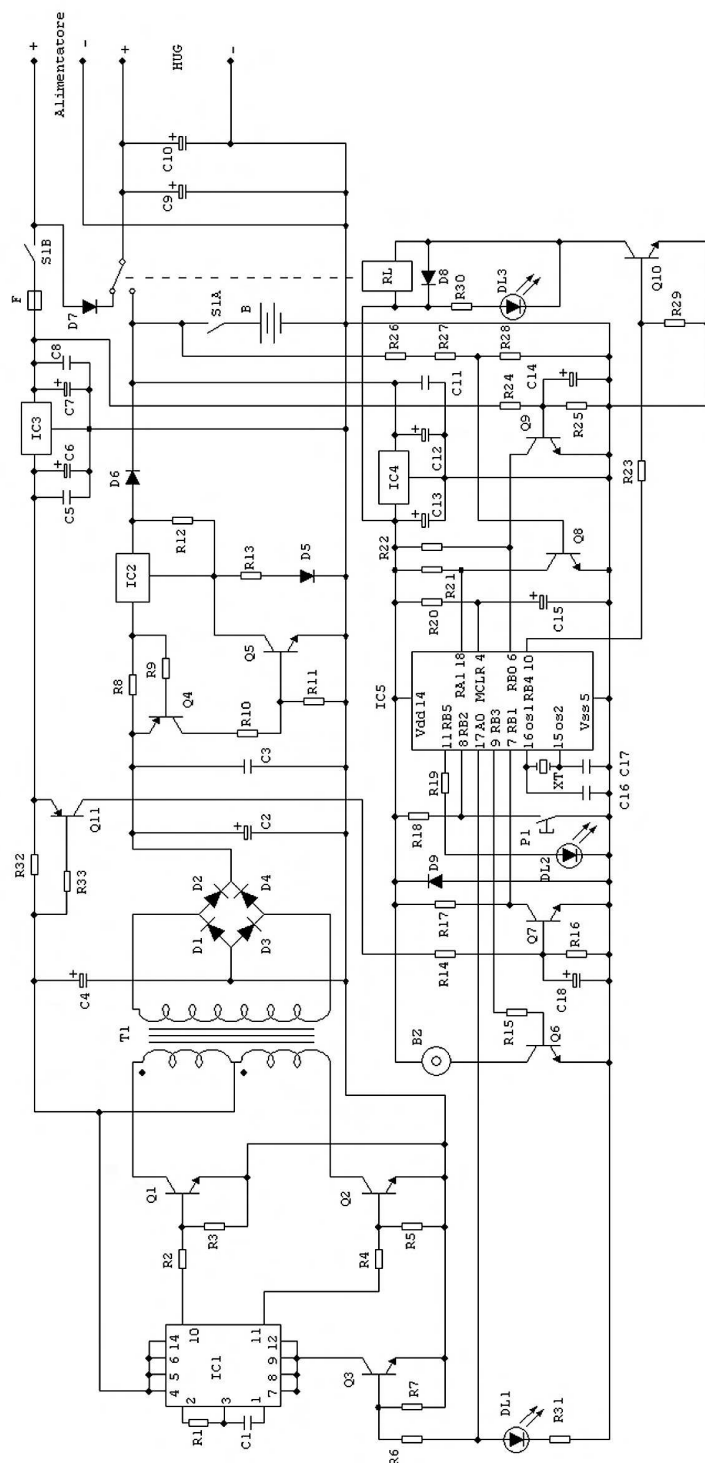 +
Alimentatore
-
+
HUG
-
C10
+
C9
+
S1B
F
D7
C8
C7
+
IC3
C6
+
C5
S1A
B
RL
D8
R30
DL3
Q10
R29
R26
R27
R28
C11
C12
+
IC4
C13
+
R24
C14
+
Q9
R25
R23
D6
R12
IC2
R13
D5
R8
R9
Q4
Q5
R10
R11
R22
R21
R20
Q8
C15
+
IC5
Vdd 14
RA1 18
MCLR 4
RB0 6
RB4 10
11 RB5
8 RB2
17 A0
9 RB3
7 RB1
16 os1
15 os2
Vss 5
R19
XT
C16
C17
C3
C2
+
Q11
R32
R33
R18
P1
DL2
D9
R17
Q7
R14
R16
C18
+
D2
D4
D1
D3
C4
+
T1
BZ
R15
Q6
Q1
Q2
R2
R3
R4
R5
14
6
5
4
10
11
IC1
12
9
8
7
2
3
1
R1
C1
Q3
R7
R6
DL1
R31